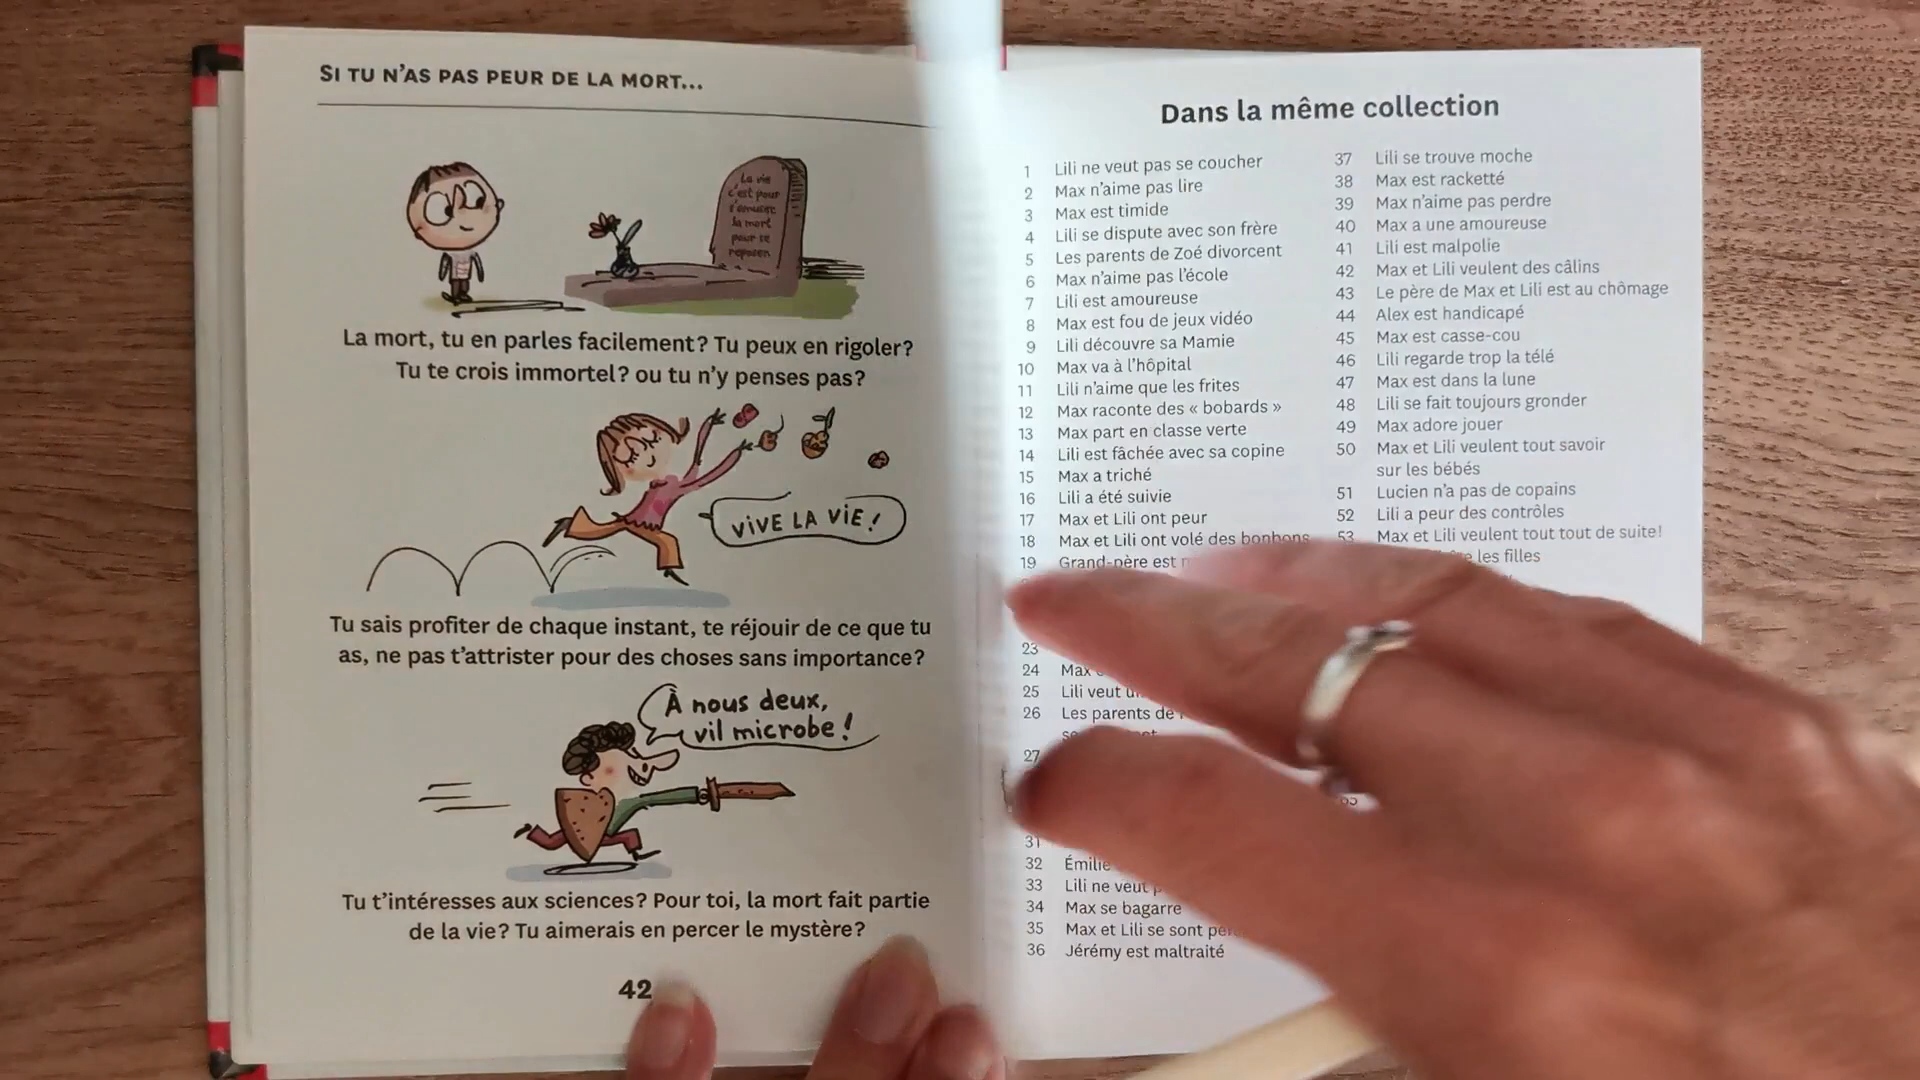 SI TU N'AS PAS PEUR DE LA MORT...
La vie
c'est pour
s'amuser
la mort
pour se
reposer
La mort, tu en parles facilement? Tu peux en rigoler?
Tu te crois immortel? ou tu n'y penses pas?
VIVE LA VIE!
Tu sais profiter de chaque instant, te réjouir de ce que tu
as, ne pas t'attrister pour des choses sans importance?
À nous deux,
vil microbe!
Tu t'intéresses aux sciences? Pour toi, la mort fait partie
de la vie? Tu aimerais en percer le mystère?
42
Dans la même collection
1 Lili ne veut pas se coucher
2 Max n'aime pas lire
3 Max est timide
4 Lili se dispute avec son frère
5 Les parents de Zoé divorcent
6 Max n'aime pas l'école
7 Lili est amoureuse
8 Max est fou de jeux vidéo
9 Lili découvre sa Mamie
10 Max va à l'hôpital
11 Lili n'aime que les frites
12 Max raconte des « bobards »
13 Max part en classe verte
14 Lili est fâchée avec sa copine
15 Max a triché
16 Lili a été suivie
17 Max et Lili ont peur
18 Max et Lili ont volé des bonbons
19 Grand-père est
23
24 Max
25 Lili veut
26 Les parents de
27
31
32 Émilie
33 Lili ne veut
34 Max se bagarre
35 Max et Lili se sont
36 Jérémy est maltraité
37 Lili se trouve moche
38 Max est racketté
39 Max n'aime pas perdre
40 Max a une amoureuse
41 Lili est malpolie
42 Max et Lili veulent des câlins
43 Le père de Max et Lili est au chômage
44 Alex est handicapé
45 Max est casse-cou
46 Lili regarde trop la télé
47 Max est dans la lune
48 Lili se fait toujours gronder
49 Max adore jouer
50 Max et Lili veulent tout savoir
sur les bébés
51 Lucien n'a pas de copains
52 Lili a peur des contrôles
53 Max et Lili veulent tout tout de suite!
les filles